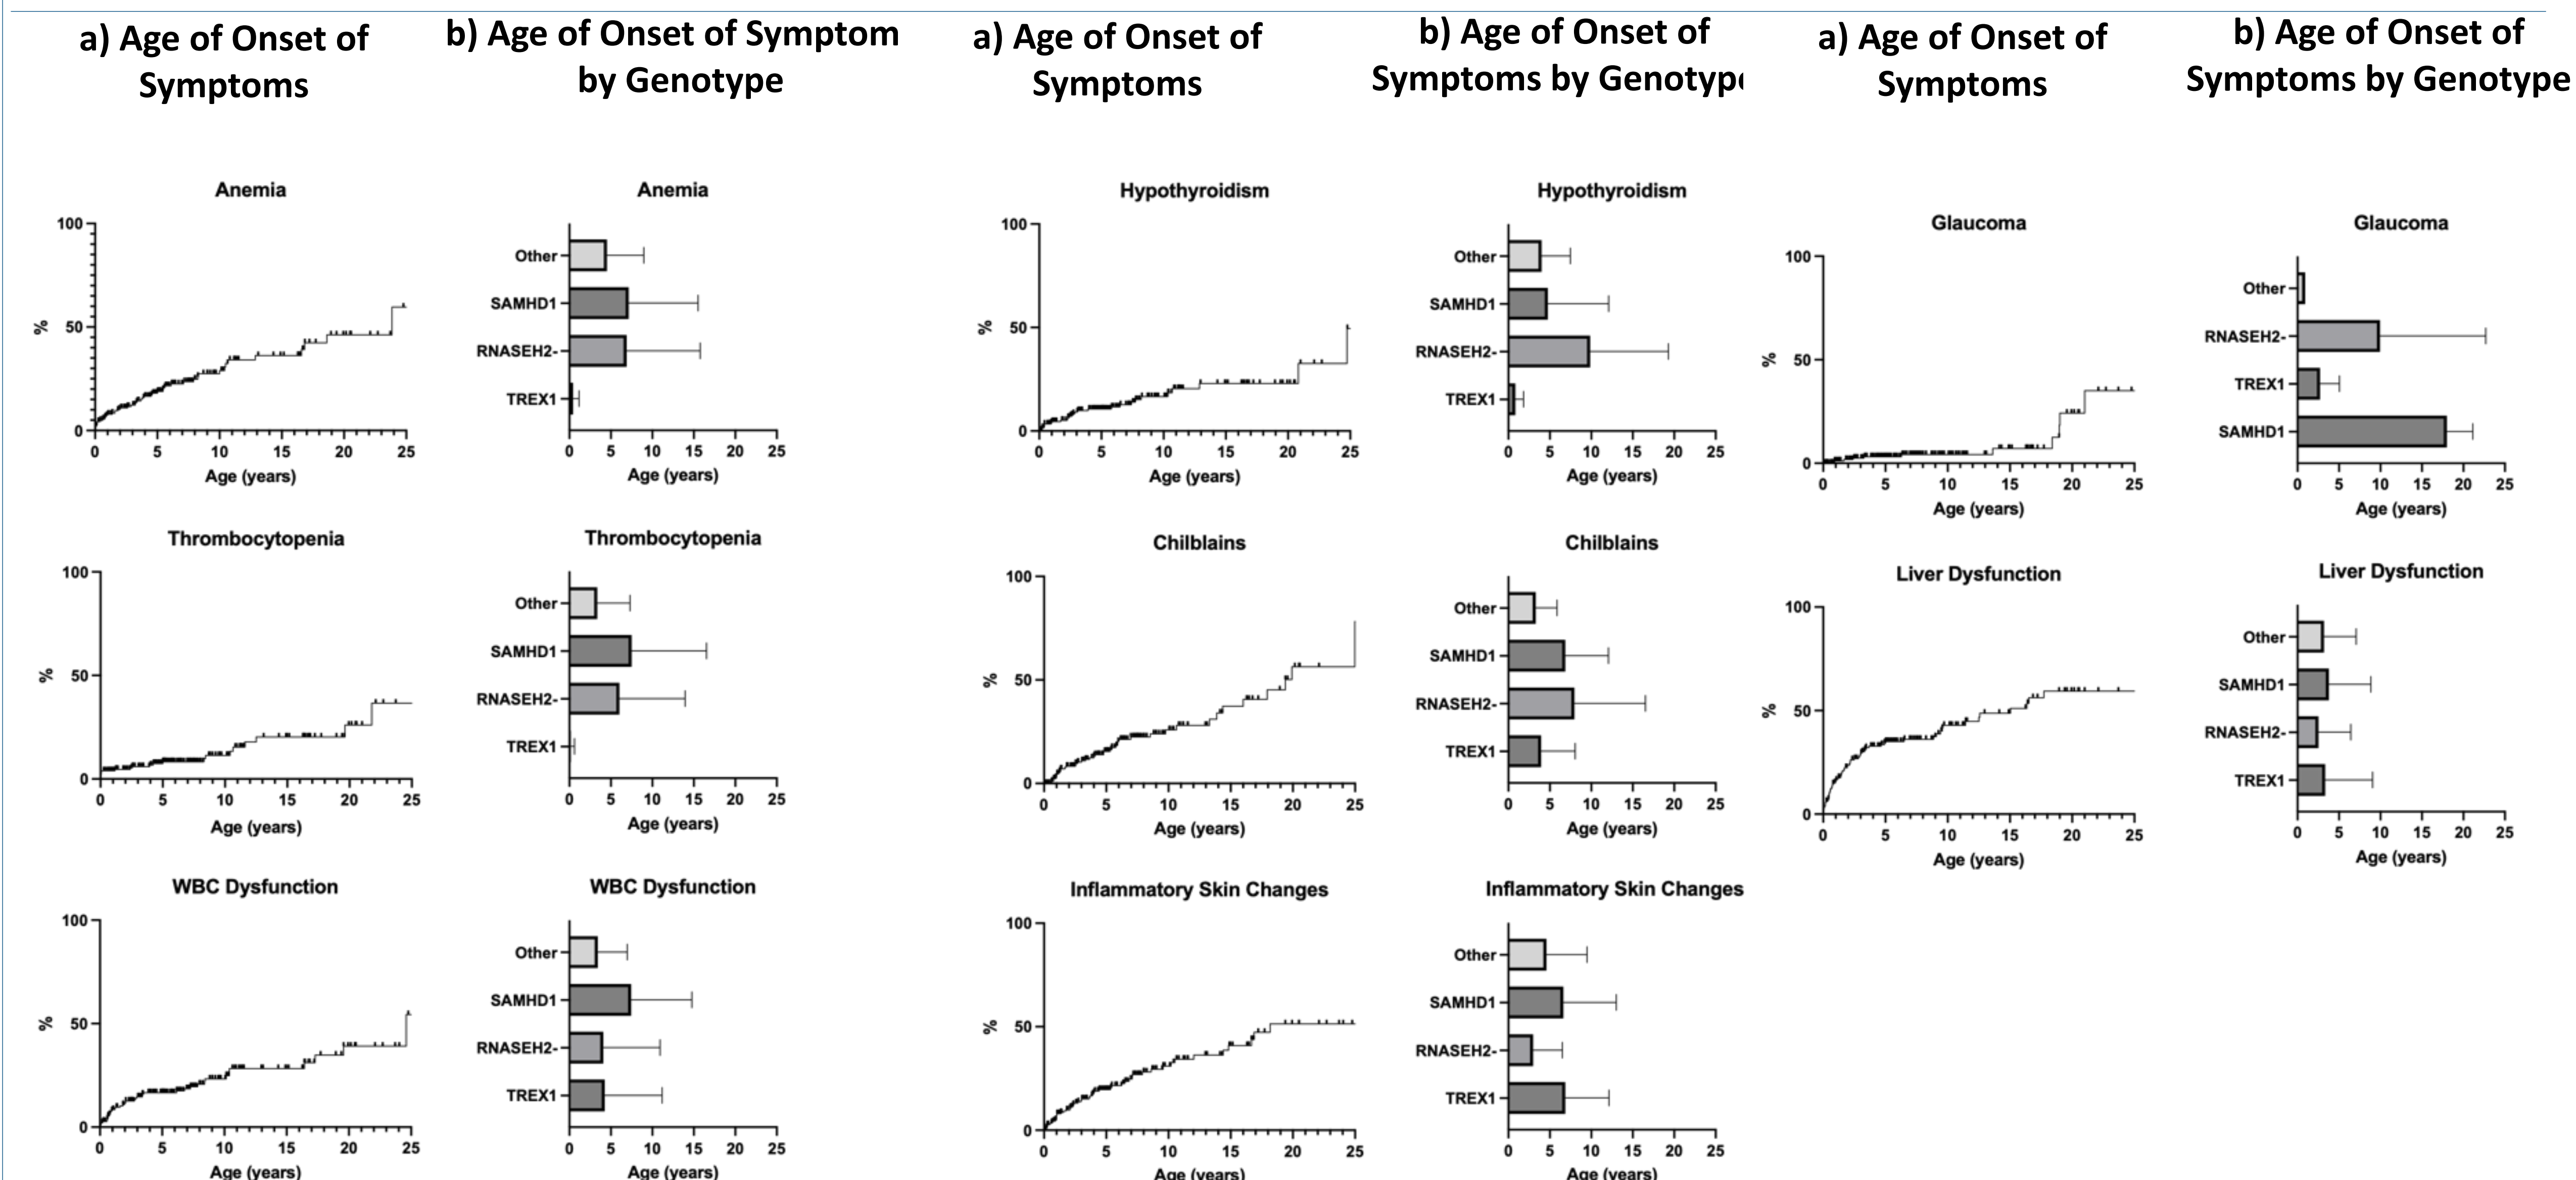 a) Age of Onset of
Symptoms
b) Age of Onset of Symptom
by Genotype
a) Age of Onset of
Symptoms
b) Age of Onset of
Symptoms by Genotype
a) Age of Onset of
Symptoms
b) Age of Onset of
Symptoms by Genotype
Anemia
100
50
0
%
0 5 10 15 20 25
Age (years)
Anemia
Other
SAMHD1
RNASEH2-
TREX1
0 5 10 15 20 25
Age (years)
Hypothyroidism
100
50
0
%
0 5 10 15 20 25
Age (years)
Hypothyroidism
Other
SAMHD1
RNASEH2-
TREX1
0 5 10 15 20 25
Age (years)
Glaucoma
100
50
0
%
0 5 10 15 20 25
Age (years)
Glaucoma
Other
RNASEH2-
TREX1
SAMHD1
0 5 10 15 20 25
Age (years)
Thrombocytopenia
100
50
0
%
0 5 10 15 20 25
Age (years)
Thrombocytopenia
Other
SAMHD1
RNASEH2-
TREX1
0 5 10 15 20 25
Age (years)
Chilblains
100
50
0
%
0 5 10 15 20 25
Age (years)
Chilblains
Other
SAMHD1
RNASEH2-
TREX1
0 5 10 15 20 25
Age (years)
Liver Dysfunction
100
50
0
%
0 5 10 15 20 25
Age (years)
Liver Dysfunction
Other
SAMHD1
RNASEH2-
TREX1
0 5 10 15 20 25
Age (years)
WBC Dysfunction
100
50
0
%
0 5 10 15 20 25
Age (years)
WBC Dysfunction
Other
SAMHD1
RNASEH2-
TREX1
0 5 10 15 20 25
Age (years)
Inflammatory Skin Changes
100
50
0
%
0 5 10 15 20 25
Age (years)
Inflammatory Skin Changes
Other
SAMHD1
RNASEH2-
TREX1
0 5 10 15 20 25
Age (years)